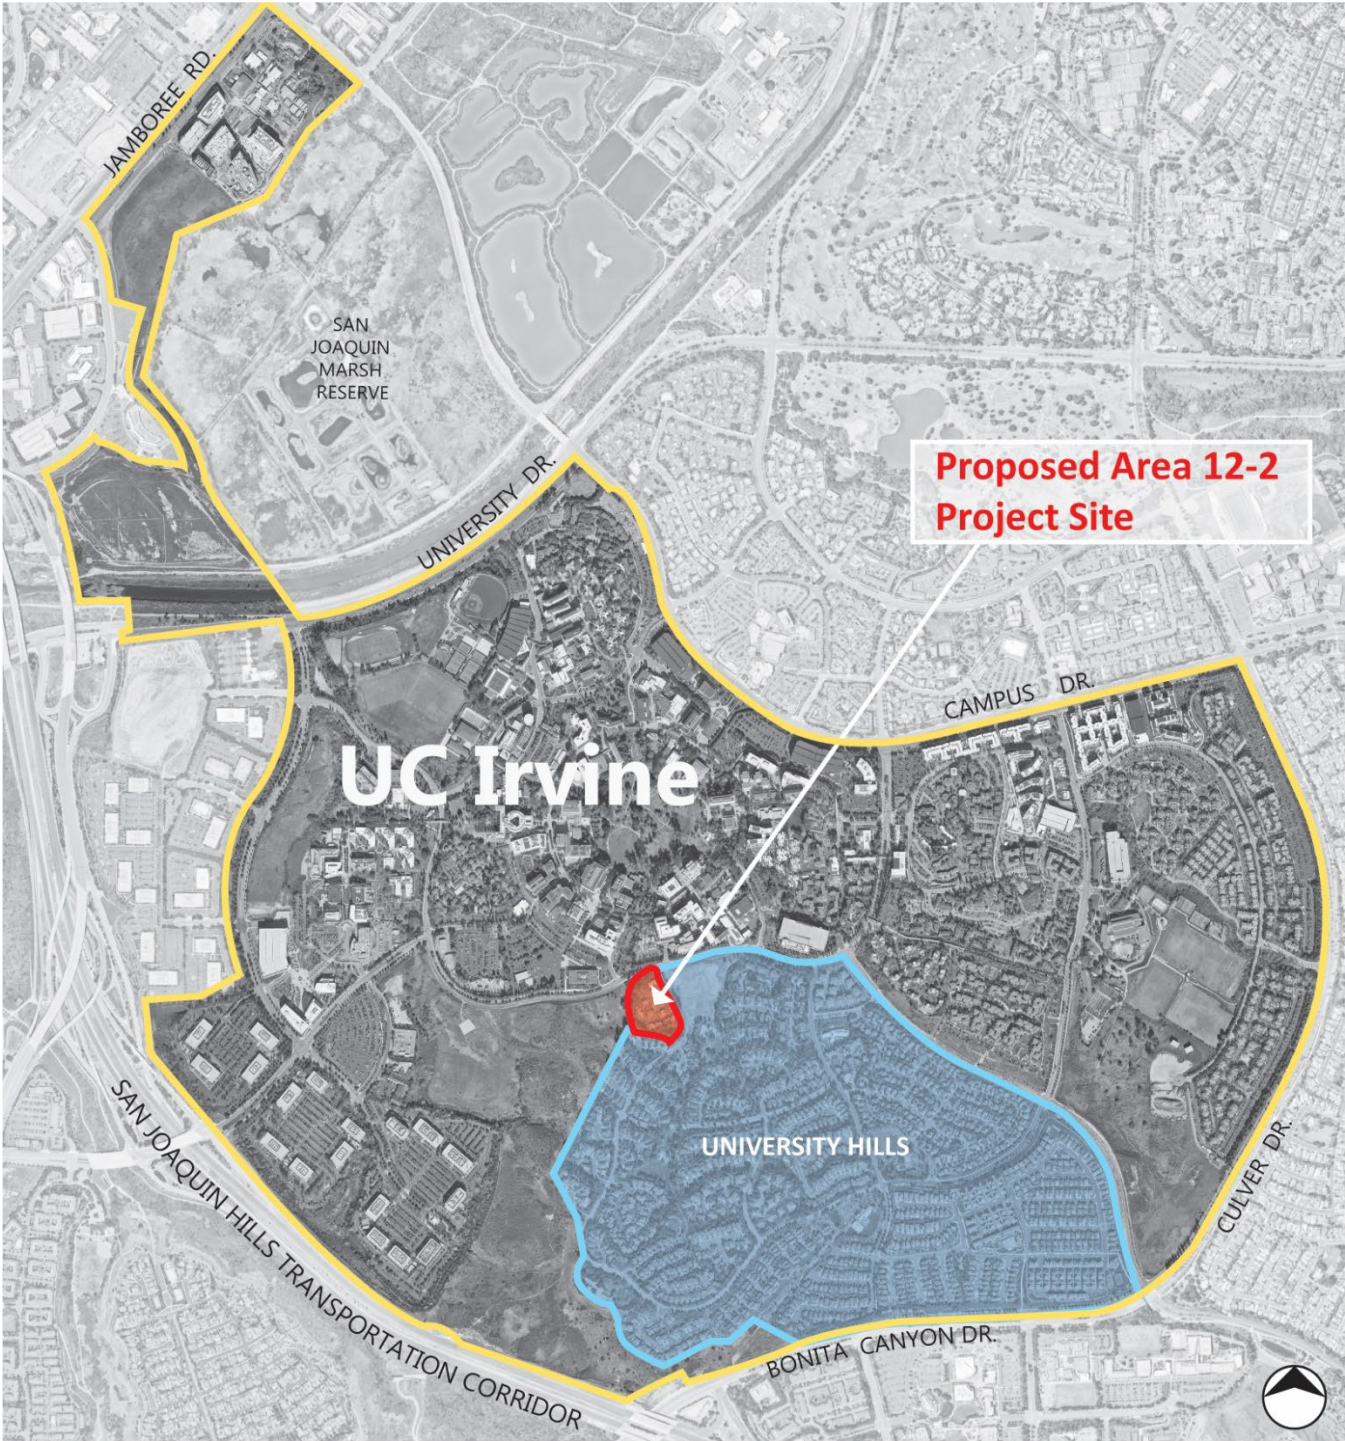 JAMBOREE RD.
SAN
JOAQUIN
MARSH
RESERVE
UNIVERSITY DR.
Proposed Area 12-2
Project Site
CAMPUS DR.
UC Irvine
UNIVERSITY HILLS
CULVER DR.
SAN JOAQUIN HILLS TRANSPORTATION CORRIDOR
BONITA CANYON DR.